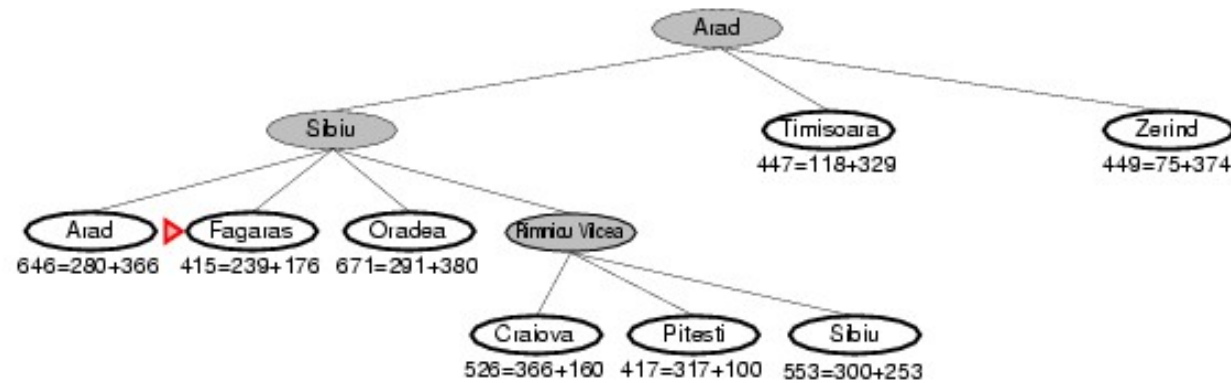 Arad
Sibiu
Timisoara
Zerind
447=118+329
449=75+374
Arad
Fagaras
Oradea
Rimnicu Vilcea
646=280+366
415=239+176
671=291+380
Craiova
Pitesti
Sibiu
526=366+160
417=317+100
553=300+253